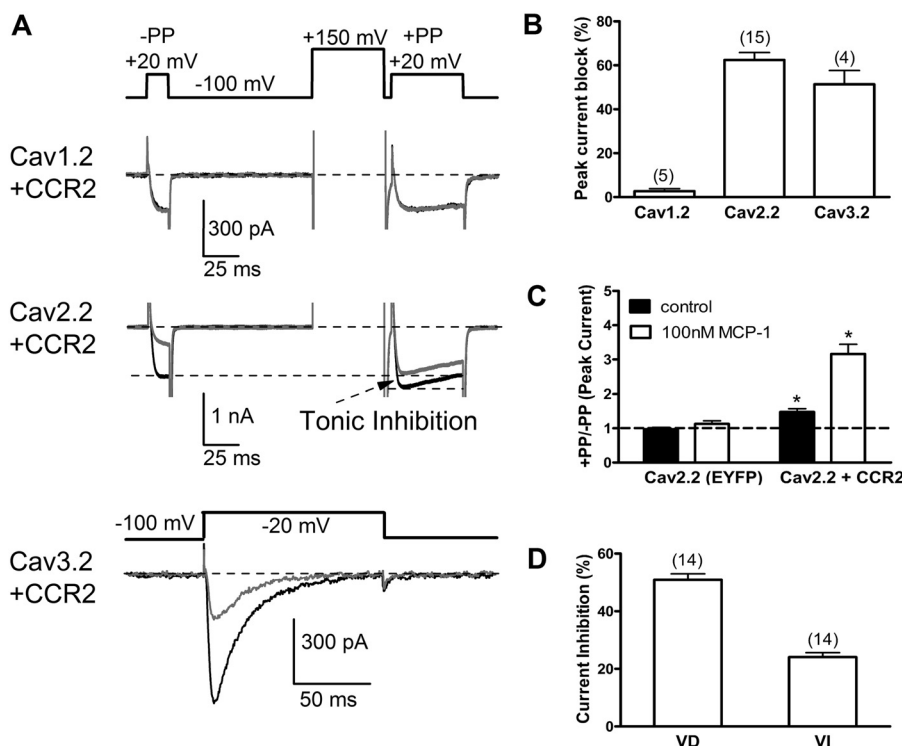 A
-PP
+20 mV
-100 mV
+150 mV
+PP
+20 mV
Cav1.2
+CCR2
300 pA
25 ms
Cav2.2
+CCR2
1 nA
25 ms
Tonic Inhibition
-100 mV
-20 mV
Cav3.2
+CCR2
300 pA
50 ms
B
Peak current block (%)
80
60
40
20
0
(5)
(15)
(4)
Cav1.2
Cav2.2
Cav3.2
C
+PP/-PP (Peak Current)
5
4
3
2
1
0
control
100nM MCP-1
*
*
Cav2.2 (EYFP)
Cav2.2 + CCR2
D
Current Inhibition (%)
60
40
20
0
(14)
(14)
VD
VI